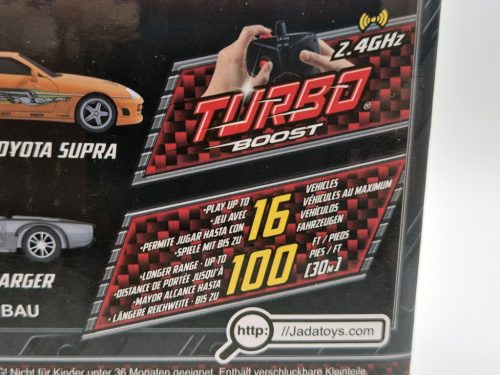 2.4GHz
TURBO
BOOST
®
OYOTA SUPRA
•PLAY UP TO
•JEU AVEC
•PERMITE JUGAR HASTA CON
•SPIELE MIT BIS ZU
16
VEHICLES
VÉHICULES AU MAXIMUM
VEHÍCULOS
FAHRZEUGEN
•LONGER RANGE - UP TO
•DISTANCE DE PORTÉE JUSQU'À
•MAYOR ALCANCE HASTA
•LÄNGERE REICHWEITE - BIS ZU
100
FT / PIEDS
PIES / FT
(30M)
ARGER
BAU
http: //Jadatoys.com
G! Nicht für Kinder unter 36 Monaten geeignet. Enthält verschluckbare Kleinteile.